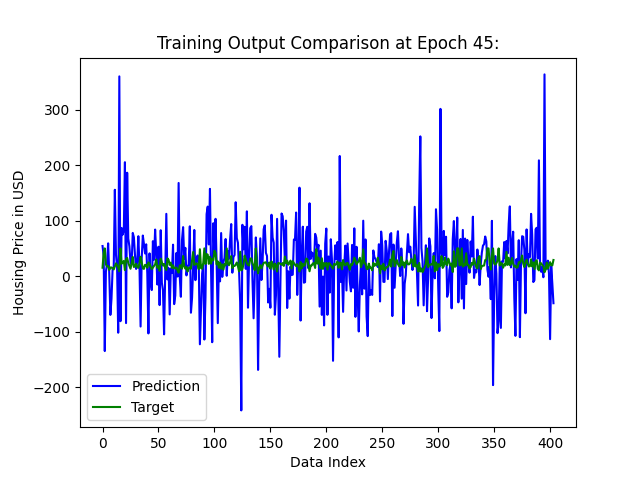 Training Output Comparison at Epoch 45:
Housing Price in USD
300
200
100
0
−100
−200
Prediction
Target
0 50 100 150 200 250 300 350 400
Data Index